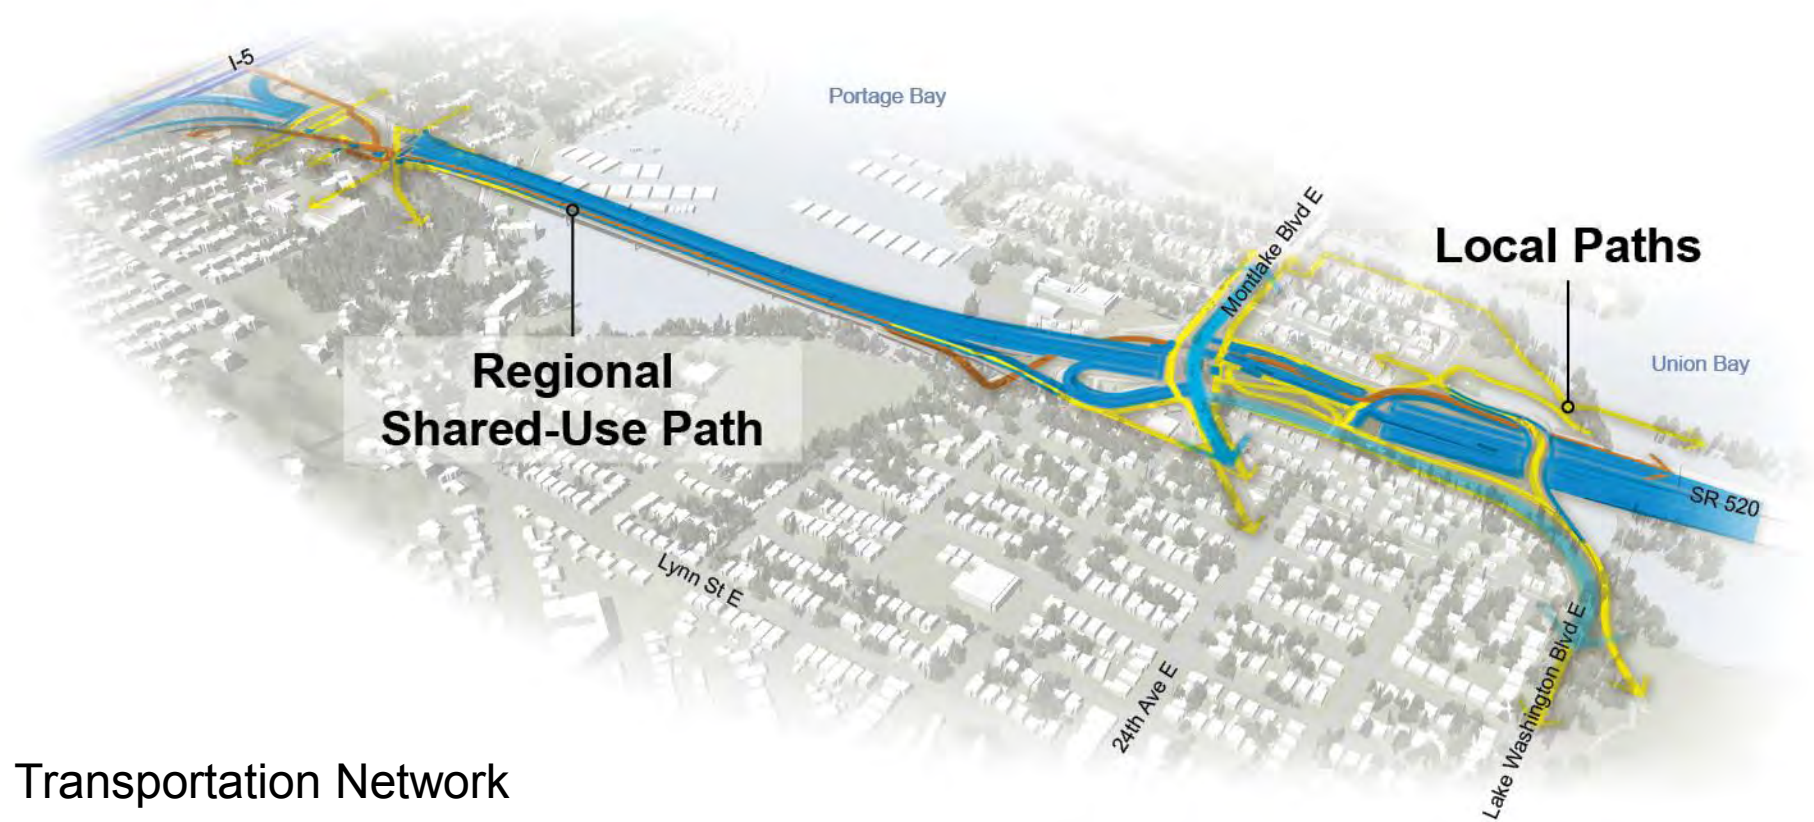 I-5
Portage Bay
Montlake Blvd E
Local Paths
Union Bay
Regional
Shared-Use Path
SR 520
Lynn St E
24th Ave E
Lake Washington Blvd E
Transportation Network